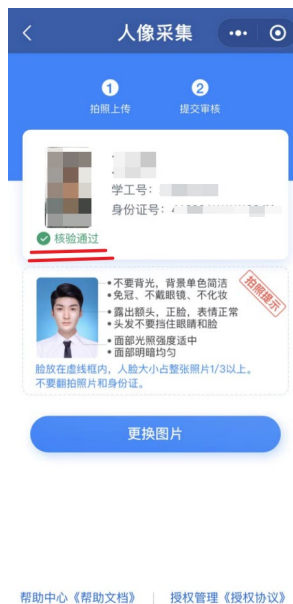 人像采集
1
2
拍照上传
提交审核
学工号：
身份证号：
核验通过
•不要背光，背景单色简洁
•免冠、不戴眼镜、不化妆
•露出额头，正脸，表情正常
•头发不要挡住眼睛和脸
•面部光照强度适中
•面部明暗均匀
拍照提示
脸放在虚线框内，人脸大小占整张照片1/3以上。
不要翻拍照片和身份证。
更换图片
帮助中心《帮助文档》 | 授权管理《授权协议》